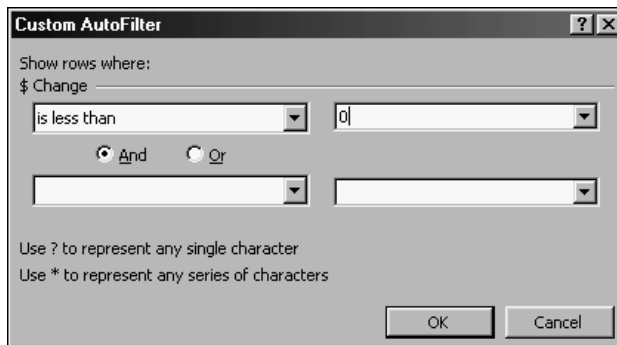 Custom AutoFilter
Show rows where:
$ Change
is less than 0
And Or
Use ? to represent any single character
Use * to represent any series of characters
OK Cancel